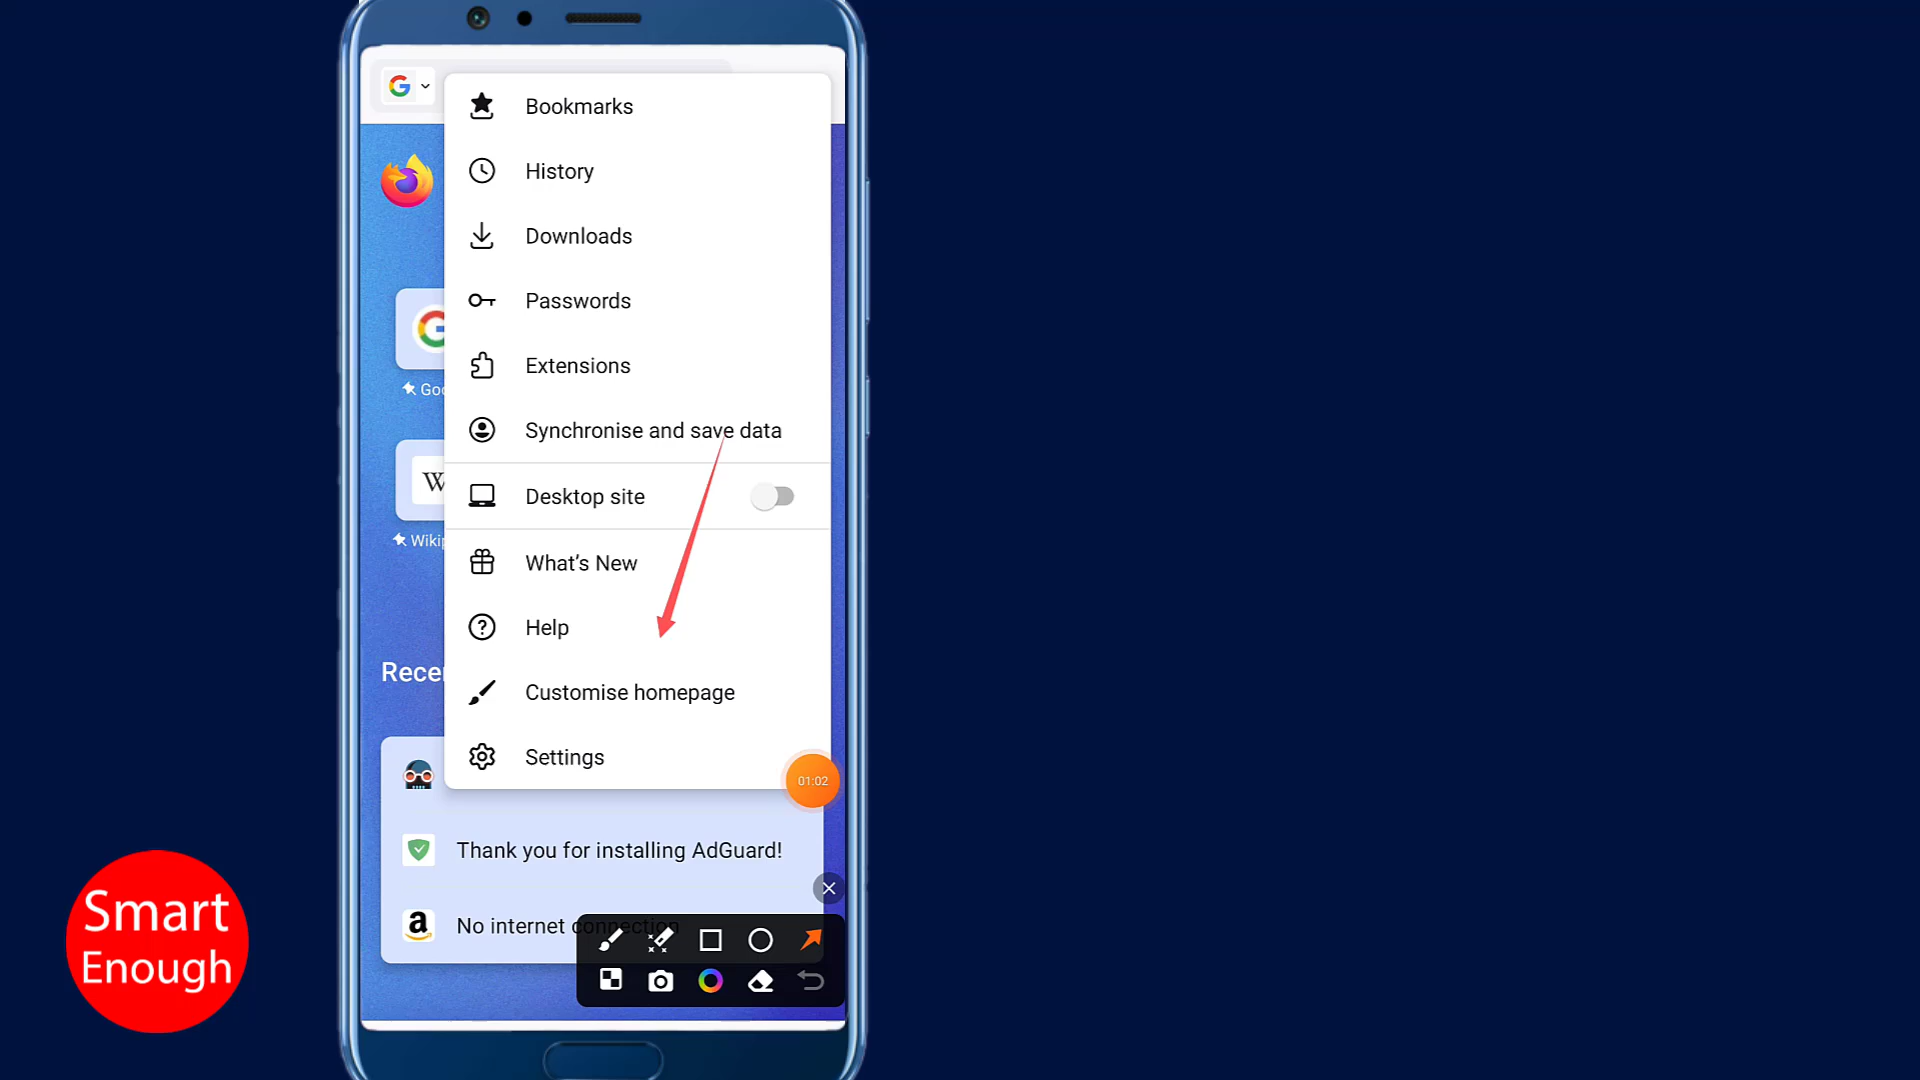 Bookmarks
History
Downloads
Passwords
Extensions
Synchronise and save data
Desktop site
What's New
Help
Customise homepage
Settings
W
Recen
01:02
Thank you for installing AdGuard!
a
No internet connection
Smart
Enough